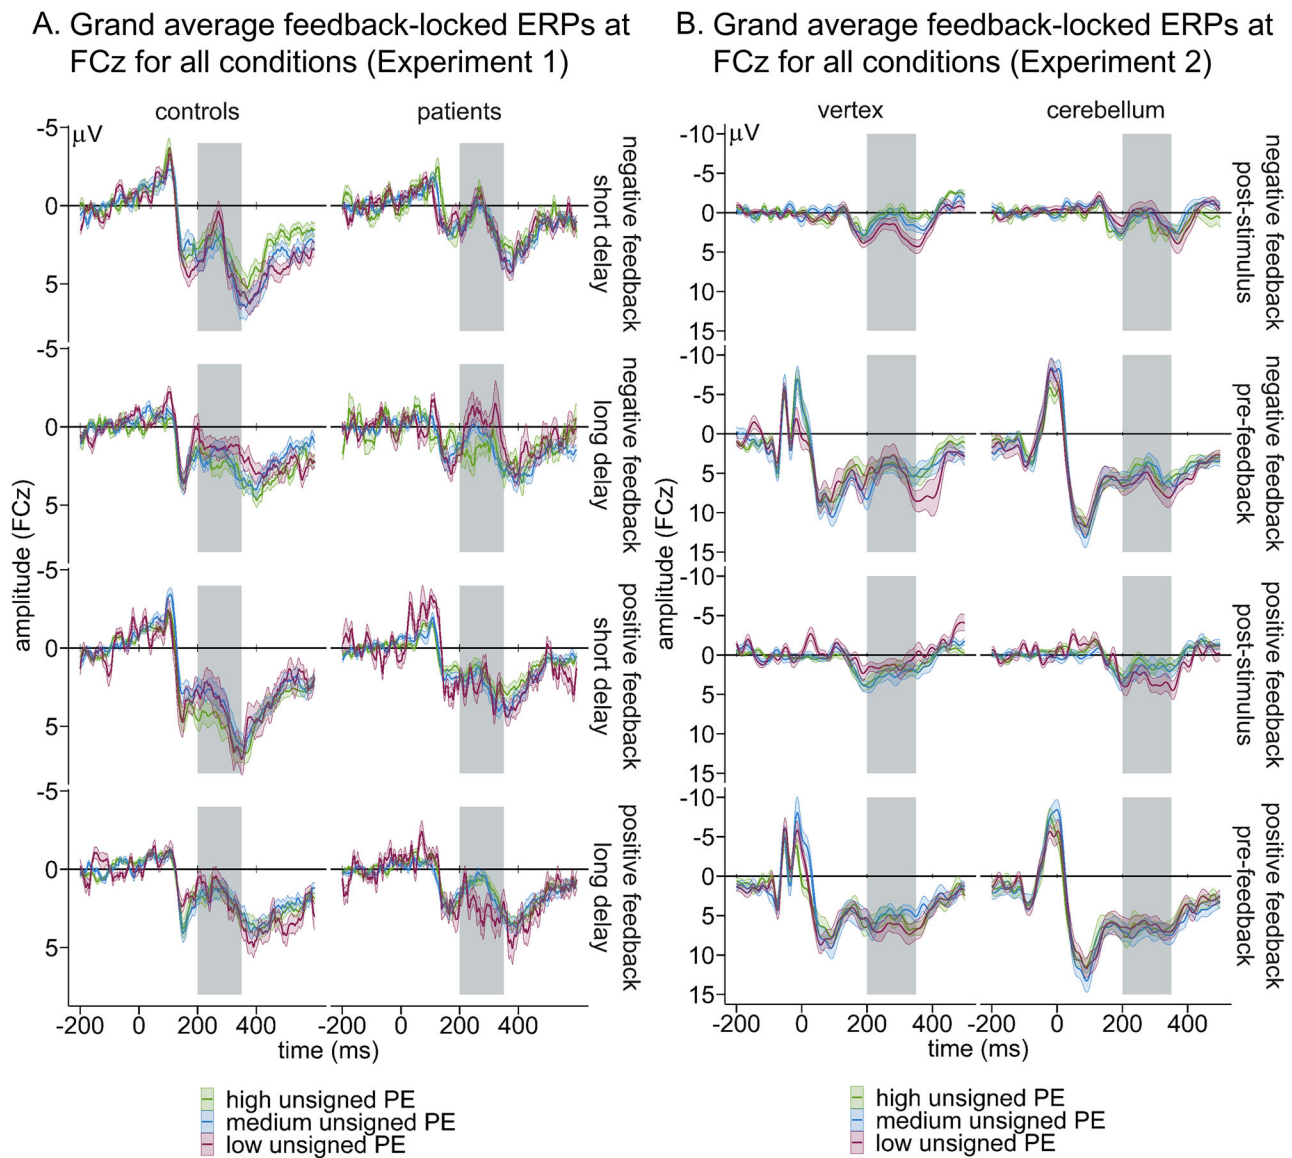 A. Grand average feedback-locked ERPs at
FCz for all conditions (Experiment 1)
controls
patients
-5
μV
0
5
negative feedback
short delay
-5
0
5
negative feedback
long delay
-5
0
5
positive feedback
short delay
-5
0
5
positive feedback
long delay
amplitude (FCz)
-200
0
200
400
-200
0
200
400
time (ms)
high unsigned PE
medium unsigned PE
low unsigned PE
B. Grand average feedback-locked ERPs at
FCz for all conditions (Experiment 2)
vertex
cerebellum
-10
μV
-5
0
5
10
15
negative feedback
post-stimulus
-10
-5
0
5
10
15
negative feedback
pre-feedback
-10
-5
0
5
10
15
positive feedback
post-stimulus
-10
-5
0
5
10
15
positive feedback
pre-feedback
amplitude (FCz)
-200
0
200
400
-200
0
200
400
time (ms)
high unsigned PE
medium unsigned PE
low unsigned PE